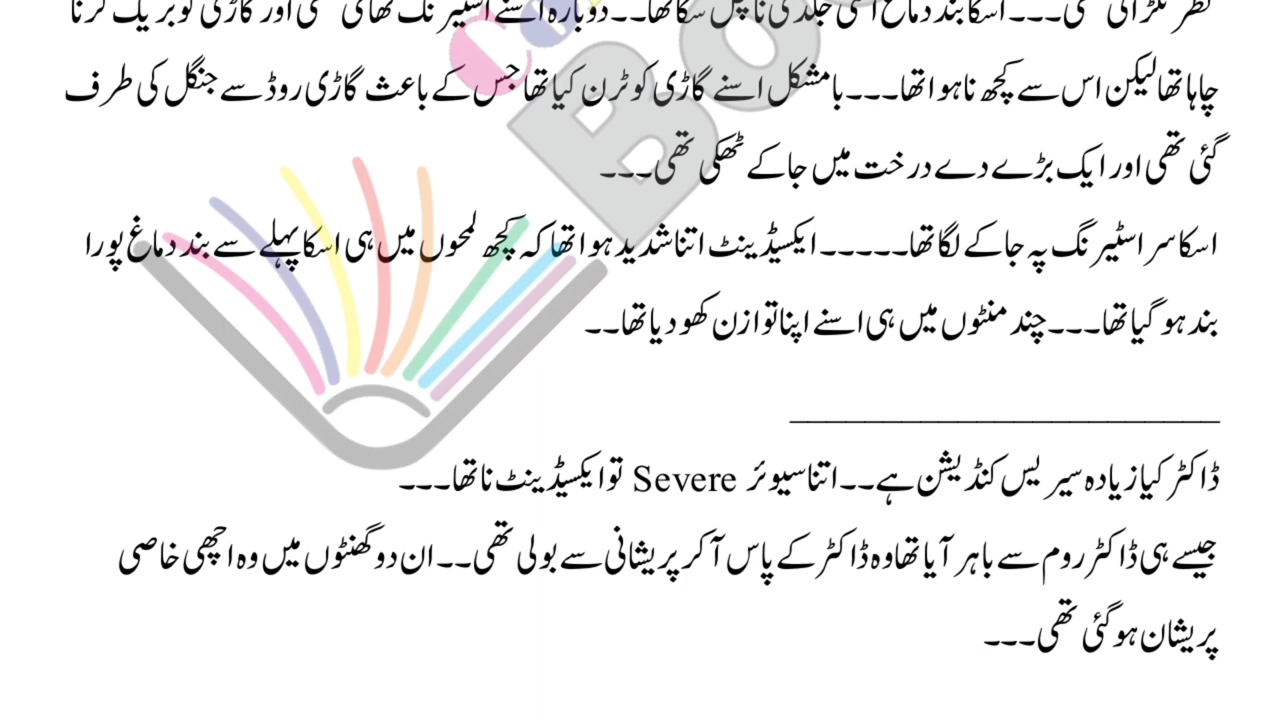 نظر ٹکرائی تھی۔۔۔اسکا بند دماغ اتنی جلدی نا چل سکا تھا۔۔دوبارہ اسنے اسٹیرنگ تھامی تھی اور گاڑی کو بریک کرنا
چاہا تھا لیکن اس سے کچھ نا ہوا تھا۔۔۔بامشکل اسنے گاڑی کو ٹرن کیا تھا جس کے باعث گاڑی روڈ سے جنگل کی طرف
گئی تھی اور ایک بڑے دے درخت میں جا کے ٹھکی تھی۔۔۔
اسکا سر اسٹیرنگ پہ جا کے لگا تھا۔۔۔۔۔ایکسیڈینٹ اتنا شدید ہوا تھا کہ کچھ لمحوں میں ہی اسکا پہلے سے بند دماغ پورا
بند ہو گیا تھا۔۔۔چند منٹوں میں ہی اسنے اپنا توازن کھو دیا تھا۔۔
ڈاکٹر کیا زیادہ سیریس کنڈیشن ہے۔۔اتنا سیوئر Severe تو ایکسیڈینٹ نا تھا۔۔۔
جیسے ہی ڈاکٹر روم سے باہر آیا تھا وہ ڈاکٹر کے پاس آ کر پریشانی سے بولی تھی۔۔ان دو گھنٹوں میں وہ اچھی خاصی
پریشان ہو گئی تھی۔۔۔